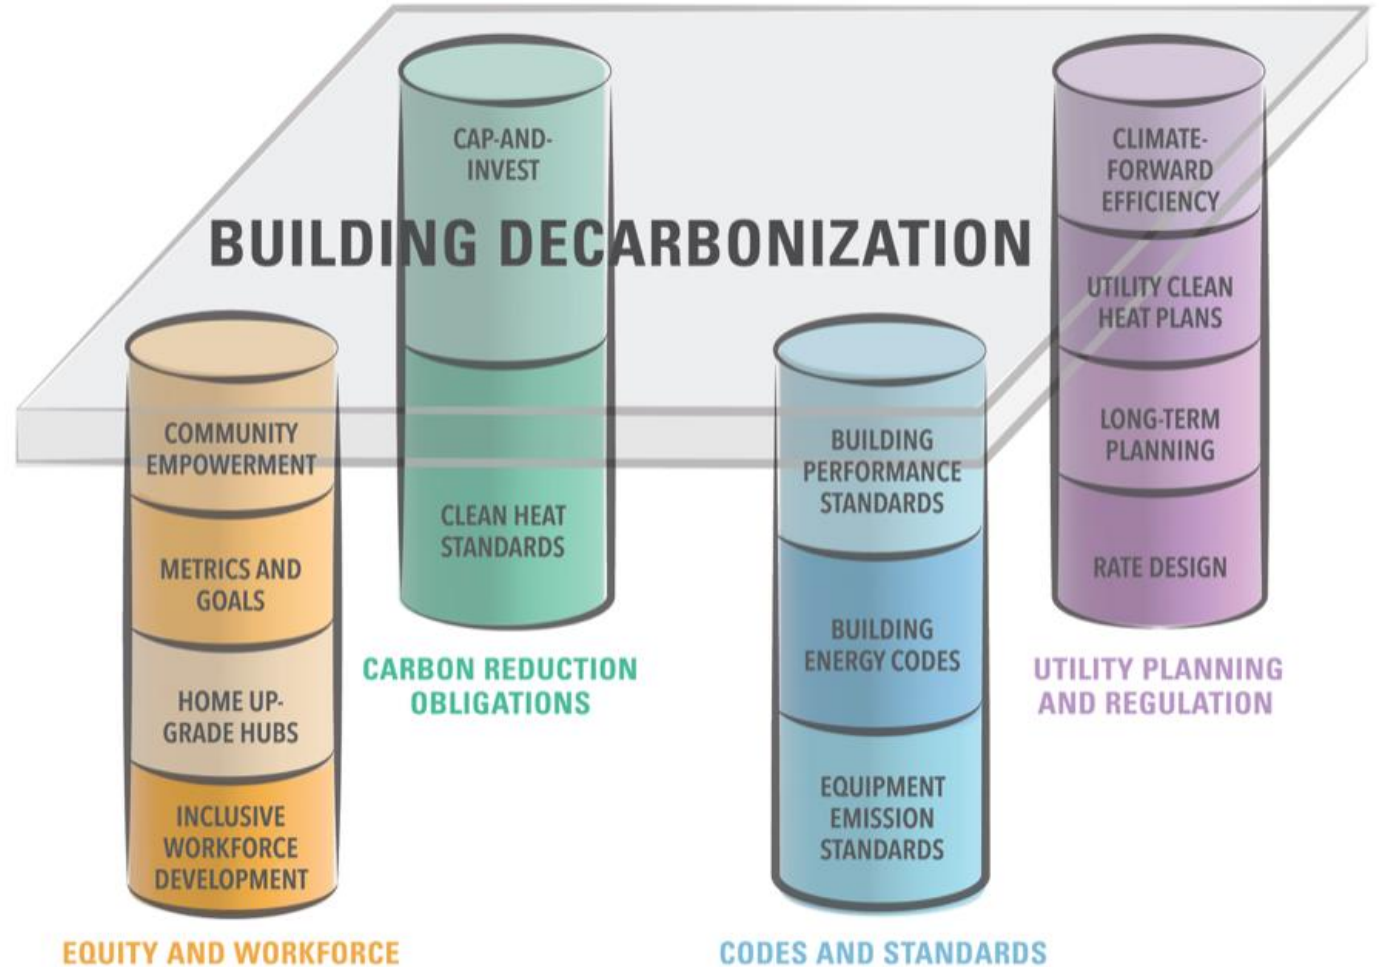 BUILDING DECARBONIZATION
COMMUNITY
EMPOWERMENT
METRICS AND
GOALS
HOME UP-
GRADE HUBS
INCLUSIVE
WORKFORCE
DEVELOPMENT
EQUITY AND WORKFORCE
CAP-AND-
INVEST
CLEAN HEAT
STANDARDS
CARBON REDUCTION
OBLIGATIONS
BUILDING
PERFORMANCE
STANDARDS
BUILDING
ENERGY CODES
EQUIPMENT
EMISSION
STANDARDS
CODES AND STANDARDS
CLIMATE-
FORWARD
EFFICIENCY
UTILITY CLEAN
HEAT PLANS
LONG-TERM
PLANNING
RATE DESIGN
UTILITY PLANNING
AND REGULATION